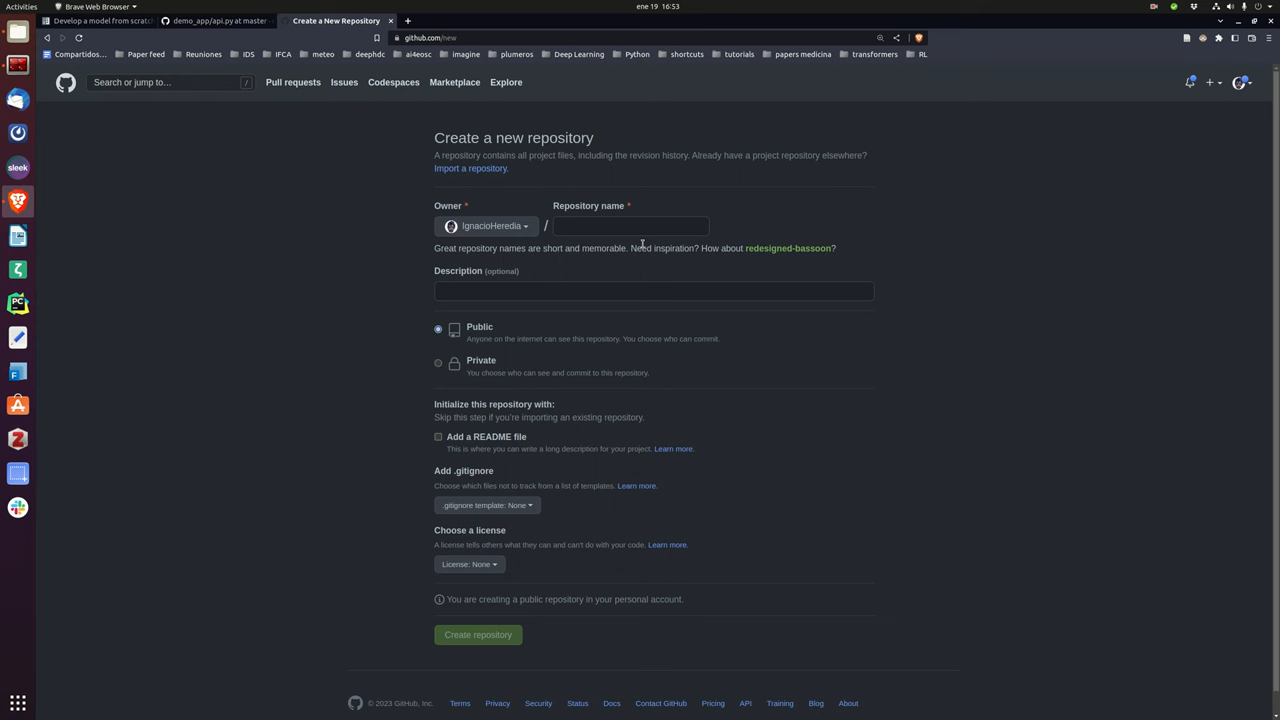 Activities
Brave Web Browser
ene 19 16:53
Develop a model from scratch
demo_app/api.py at master
Create a New Repository
github.com/new
Compartidos...
Paper feed
Reuniones
IDS
IFCA
meteo
deephdc
ai4eosc
imagine
plumeros
Deep Learning
Python
shortcuts
tutorials
papers medicina
transformers
RL
Search or jump to...
/
Pull requests
Issues
Codespaces
Marketplace
Explore
Create a new repository
A repository contains all project files, including the revision history. Already have a project repository elsewhere?
Import a repository.
Owner *
Repository name *
IgnacioHeredia
/
Great repository names are short and memorable. Need inspiration? How about redesigned-bassoon?
Description (optional)
Public
Anyone on the internet can see this repository. You choose who can commit.
Private
You choose who can see and commit to this repository.
Initialize this repository with:
Skip this step if you're importing an existing repository.
Add a README file
This is where you can write a long description for your project. Learn more.
Add .gitignore
Choose which files not to track from a list of templates. Learn more.
.gitignore template: None
Choose a license
A license tells others what they can and can't do with your code. Learn more.
License: None
You are creating a public repository in your personal account.
Create repository
© 2023 GitHub, Inc.
Terms
Privacy
Security
Status
Docs
Contact GitHub
Pricing
API
Training
Blog
About
sleek